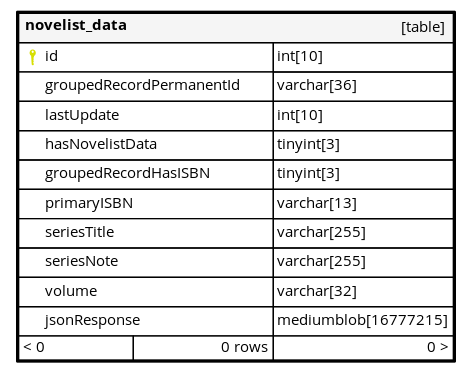 novelist_data [table]
id int[10]
groupedRecordPermanentId varchar[36]
lastUpdate int[10]
hasNovelistData tinyint[3]
groupedRecordHasISBN tinyint[3]
primaryISBN varchar[13]
seriesTitle varchar[255]
seriesNote varchar[255]
volume varchar[32]
jsonResponse mediumblob[16777215]
< 0 0 rows 0 >